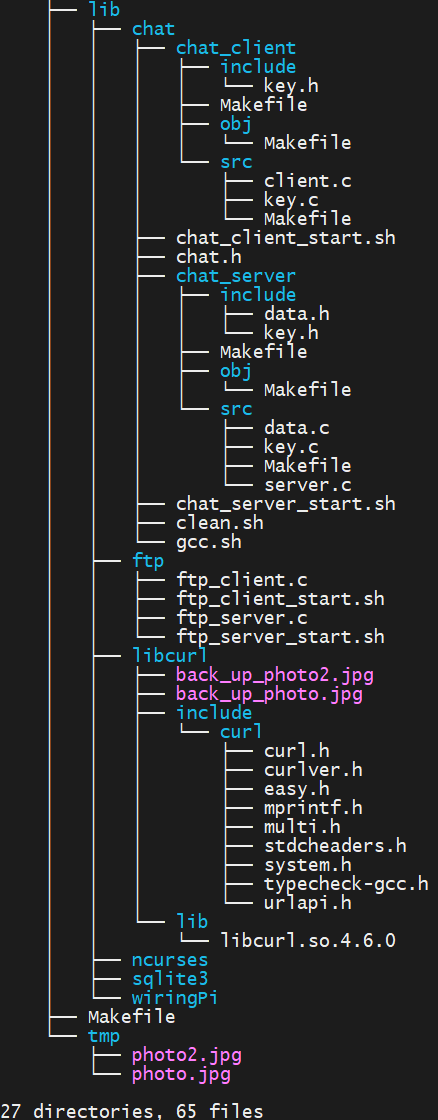 ├── lib
│   ├── chat
│   │   ├── chat_client
│   │   │   ├── include
│   │   │   │   └── key.h
│   │   │   ├── Makefile
│   │   │   ├── obj
│   │   │   │   └── Makefile
│   │   │   └── src
│   │   │       ├── client.c
│   │   │       ├── key.c
│   │   │       └── Makefile
│   │   ├── chat_client_start.sh
│   │   ├── chat.h
│   │   ├── chat_server
│   │   │   ├── include
│   │   │   │   ├── data.h
│   │   │   │   └── key.h
│   │   │   ├── Makefile
│   │   │   ├── obj
│   │   │   │   └── Makefile
│   │   │   └── src
│   │   │       ├── data.c
│   │   │       ├── key.c
│   │   │       ├── Makefile
│   │   │       └── server.c
│   │   ├── chat_server_start.sh
│   │   ├── clean.sh
│   │   └── gcc.sh
│   ├── ftp
│   │   ├── ftp_client.c
│   │   ├── ftp_client_start.sh
│   │   ├── ftp_server.c
│   │   └── ftp_server_start.sh
│   ├── libcurl
│   │   ├── back_up_photo2.jpg
│   │   ├── back_up_photo.jpg
│   │   ├── include
│   │   │   └── curl
│   │   │       ├── curl.h
│   │   │       ├── curlver.h
│   │   │       ├── easy.h
│   │   │       ├── mprintf.h
│   │   │       ├── multi.h
│   │   │       ├── stdcheaders.h
│   │   │       ├── system.h
│   │   │       ├── typecheck-gcc.h
│   │   │       └── urlapi.h
│   │   └── lib
│   │       └── libcurl.so.4.6.0
│   ├── ncurses
│   ├── sqlite3
│   └── wiringPi
├── Makefile
└── tmp
    ├── photo2.jpg
    └── photo.jpg
27 directories, 65 files